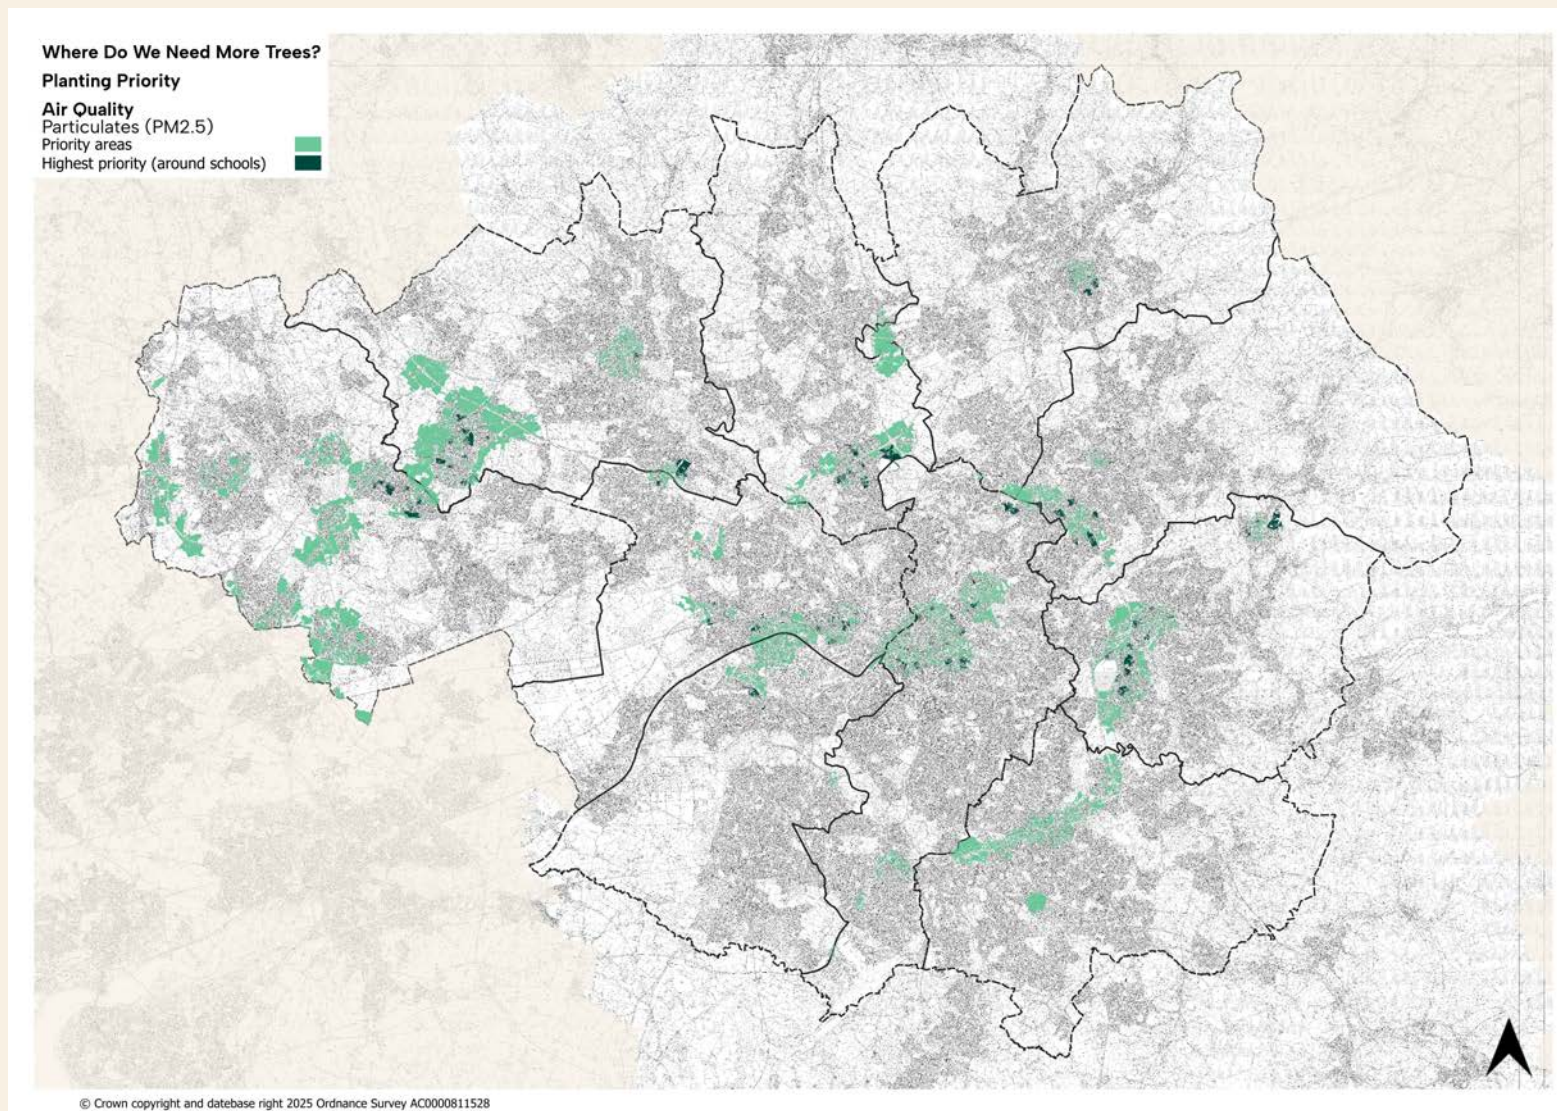 Where Do We Need More Trees?
Planting Priority
Air Quality
Particulates (PM2.5)
Priority areas
Highest priority (around schools)
© Crown copyright and datebase right 2025 Ordnance Survey AC0000811528